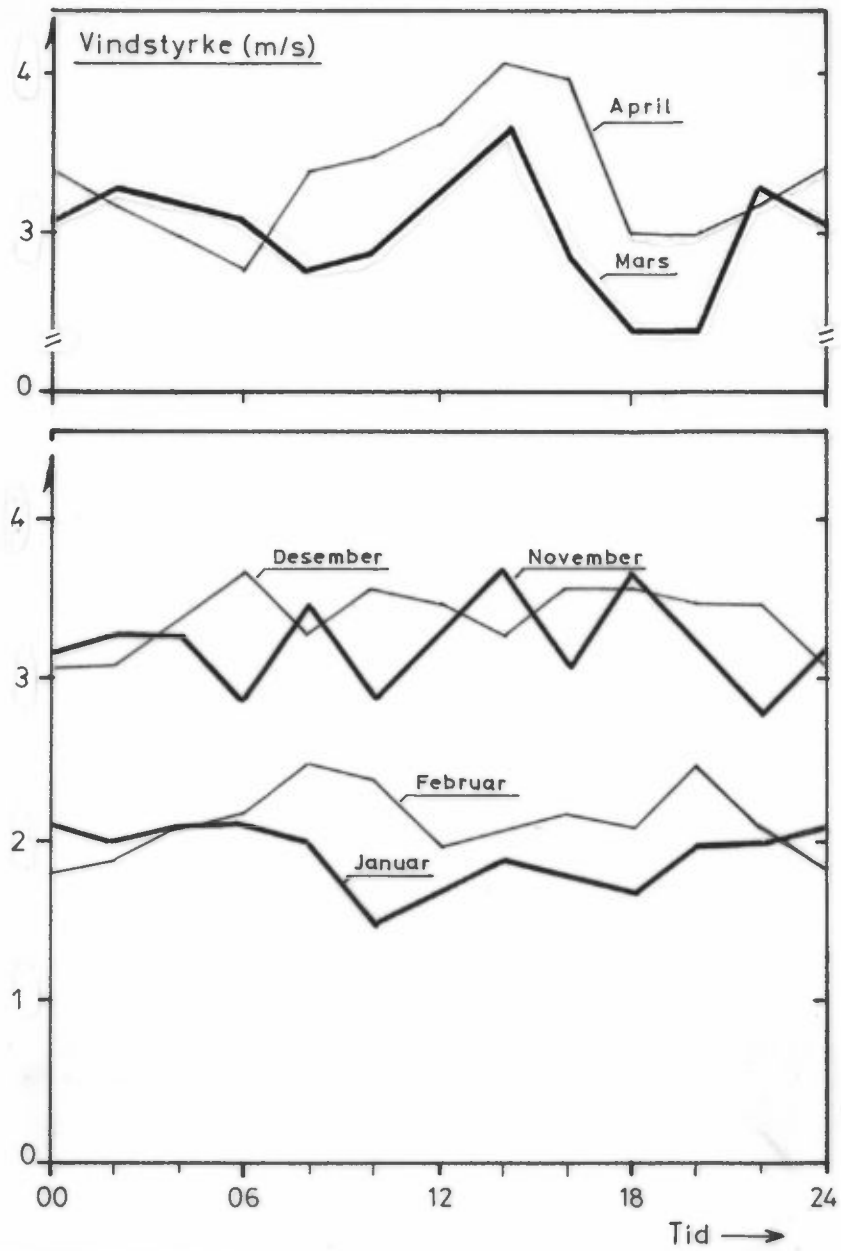 Vindstyrke (m/s)
4
April
3
Mars
0
4
Desember
November
3
Februar
2
Januar
1
0
00 06 12 18 24
Tid →